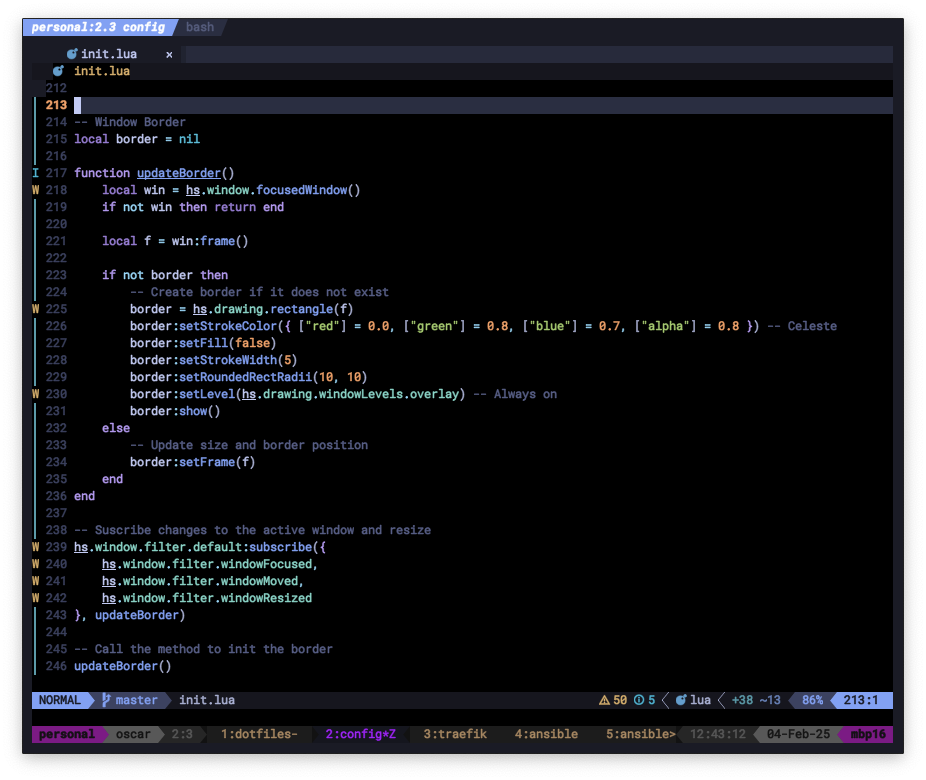 personal:2.3 config bash
init.lua ×
init.lua
212
213
214 -- Window Border
215 local border = nil
216
I 217 function updateBorder()
W 218     local win = hs.window.focusedWindow()
219     if not win then return end
220
221     local f = win:frame()
222
223     if not border then
224         -- Create border if it does not exist
W 225         border = hs.drawing.rectangle(f)
226         border:setStrokeColor({ ["red"] = 0.0, ["green"] = 0.8, ["blue"] = 0.7, ["alpha"] = 0.8 }) -- Celeste
227         border:setFill(false)
228         border:setStrokeWidth(5)
229         border:setRoundedRectRadii(10, 10)
W 230         border:setLevel(hs.drawing.windowLevels.overlay) -- Always on
231         border:show()
232     else
233         -- Update size and border position
234         border:setFrame(f)
235     end
236 end
237
238 -- Suscribe changes to the active window and resize
W 239 hs.window.filter.default:subscribe({
W 240     hs.window.filter.windowFocused,
W 241     hs.window.filter.windowMoved,
W 242     hs.window.filter.windowResized
243 }, updateBorder)
244
245 -- Call the method to init the border
246 updateBorder()
NORMAL master init.lua 50 5 lua +38 ~13 86% 213:1
personal oscar 2:3 1:dotfiles- 2:config*Z 3:traefik 4:ansible 5:ansible> 12:43:12 04-Feb-25 mbp16